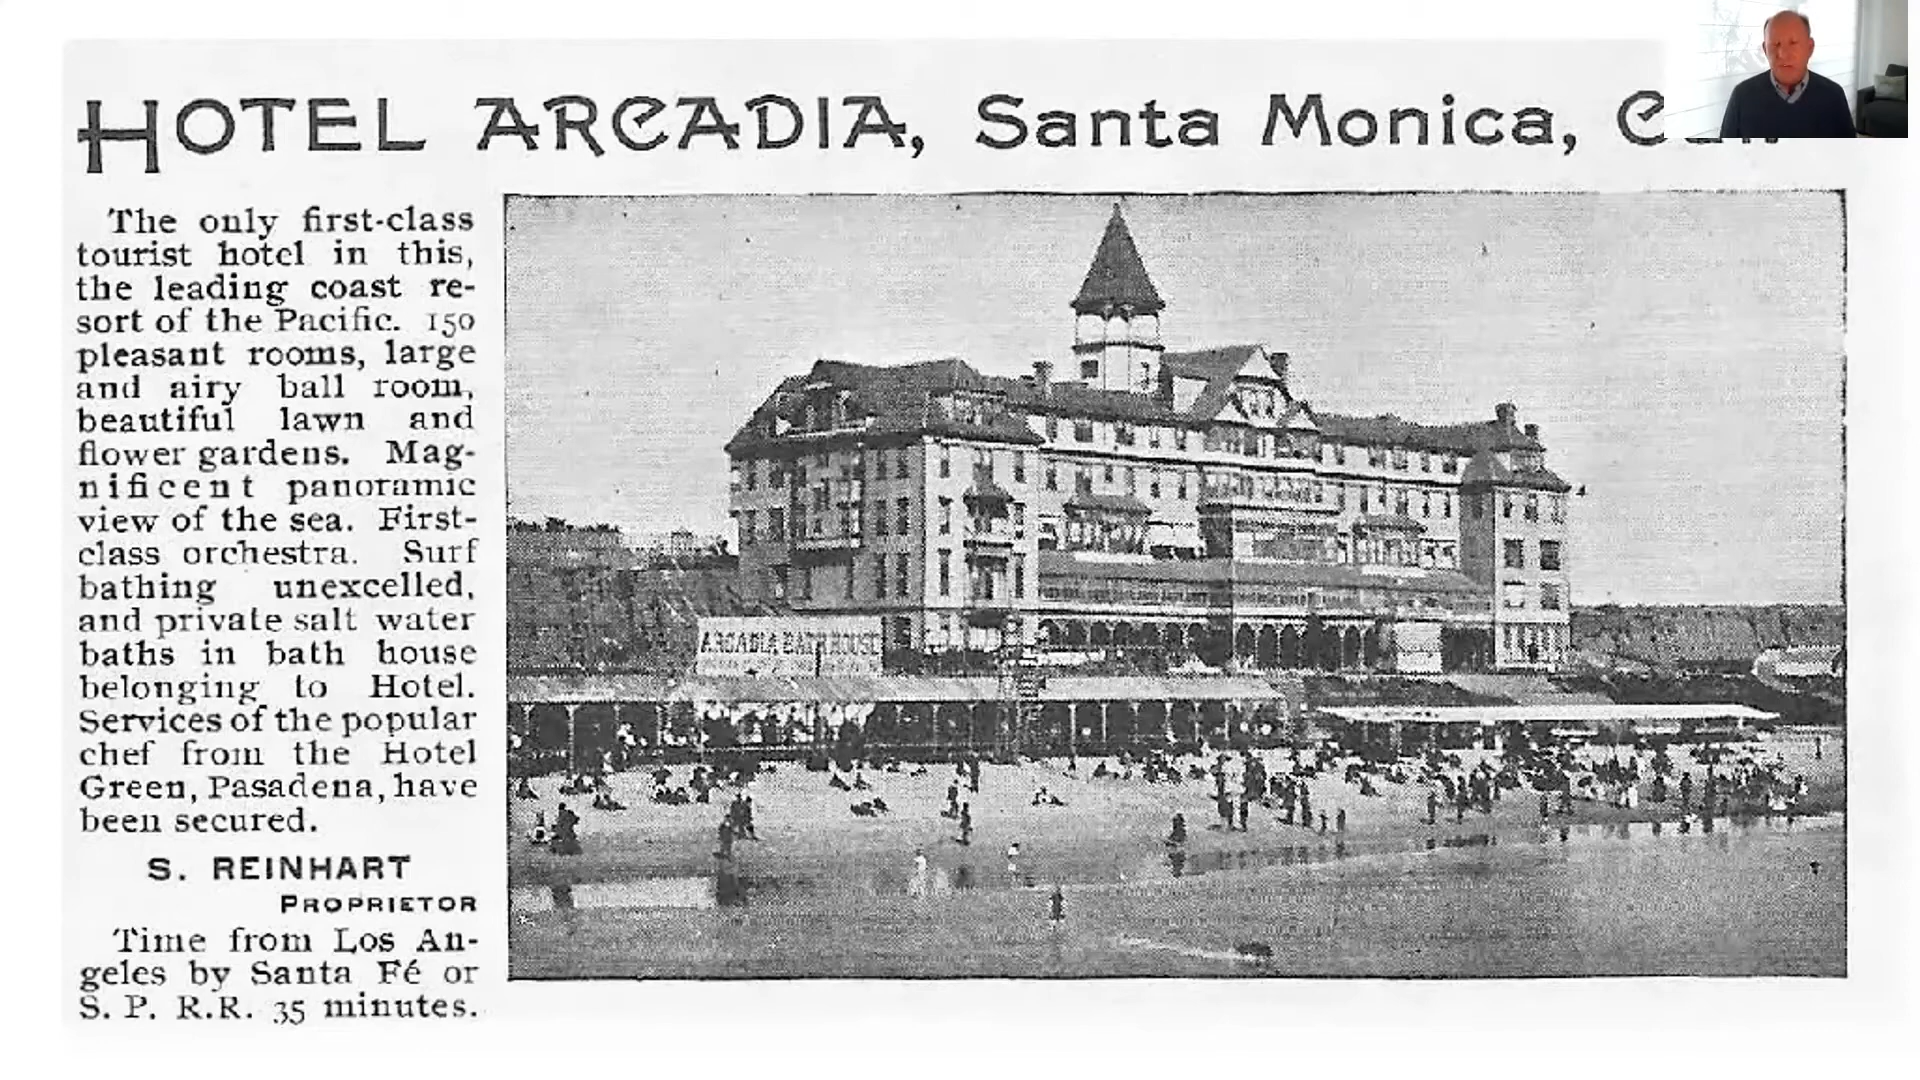 HOTEL ARCADIA, Santa Monica,
The only first-class
tourist hotel in this,
the leading coast re-
sort of the Pacific. 150
pleasant rooms, large
and airy ball room,
beautiful lawn and
flower gardens. Mag-
nificent panoramic
view of the sea. First-
class orchestra. Surf
bathing unexcelled,
and private salt water
baths in bath house
belonging to Hotel.
Services of the popular
chef from the Hotel
Green, Pasadena, have
been secured.
S. REINHART
PROPRIETOR
Time from Los An-
geles by Santa Fé or
S. P. R.R. 35 minutes.
ARCADIA BATH HOUSE